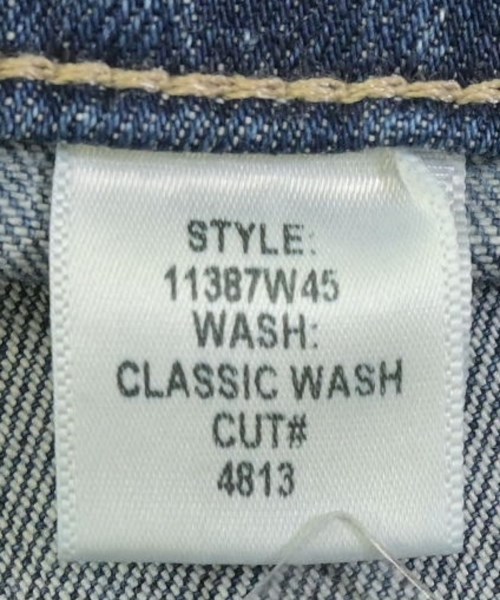 STYLE:
11387W45
WASH:
CLASSIC WASH
CUT#
4813